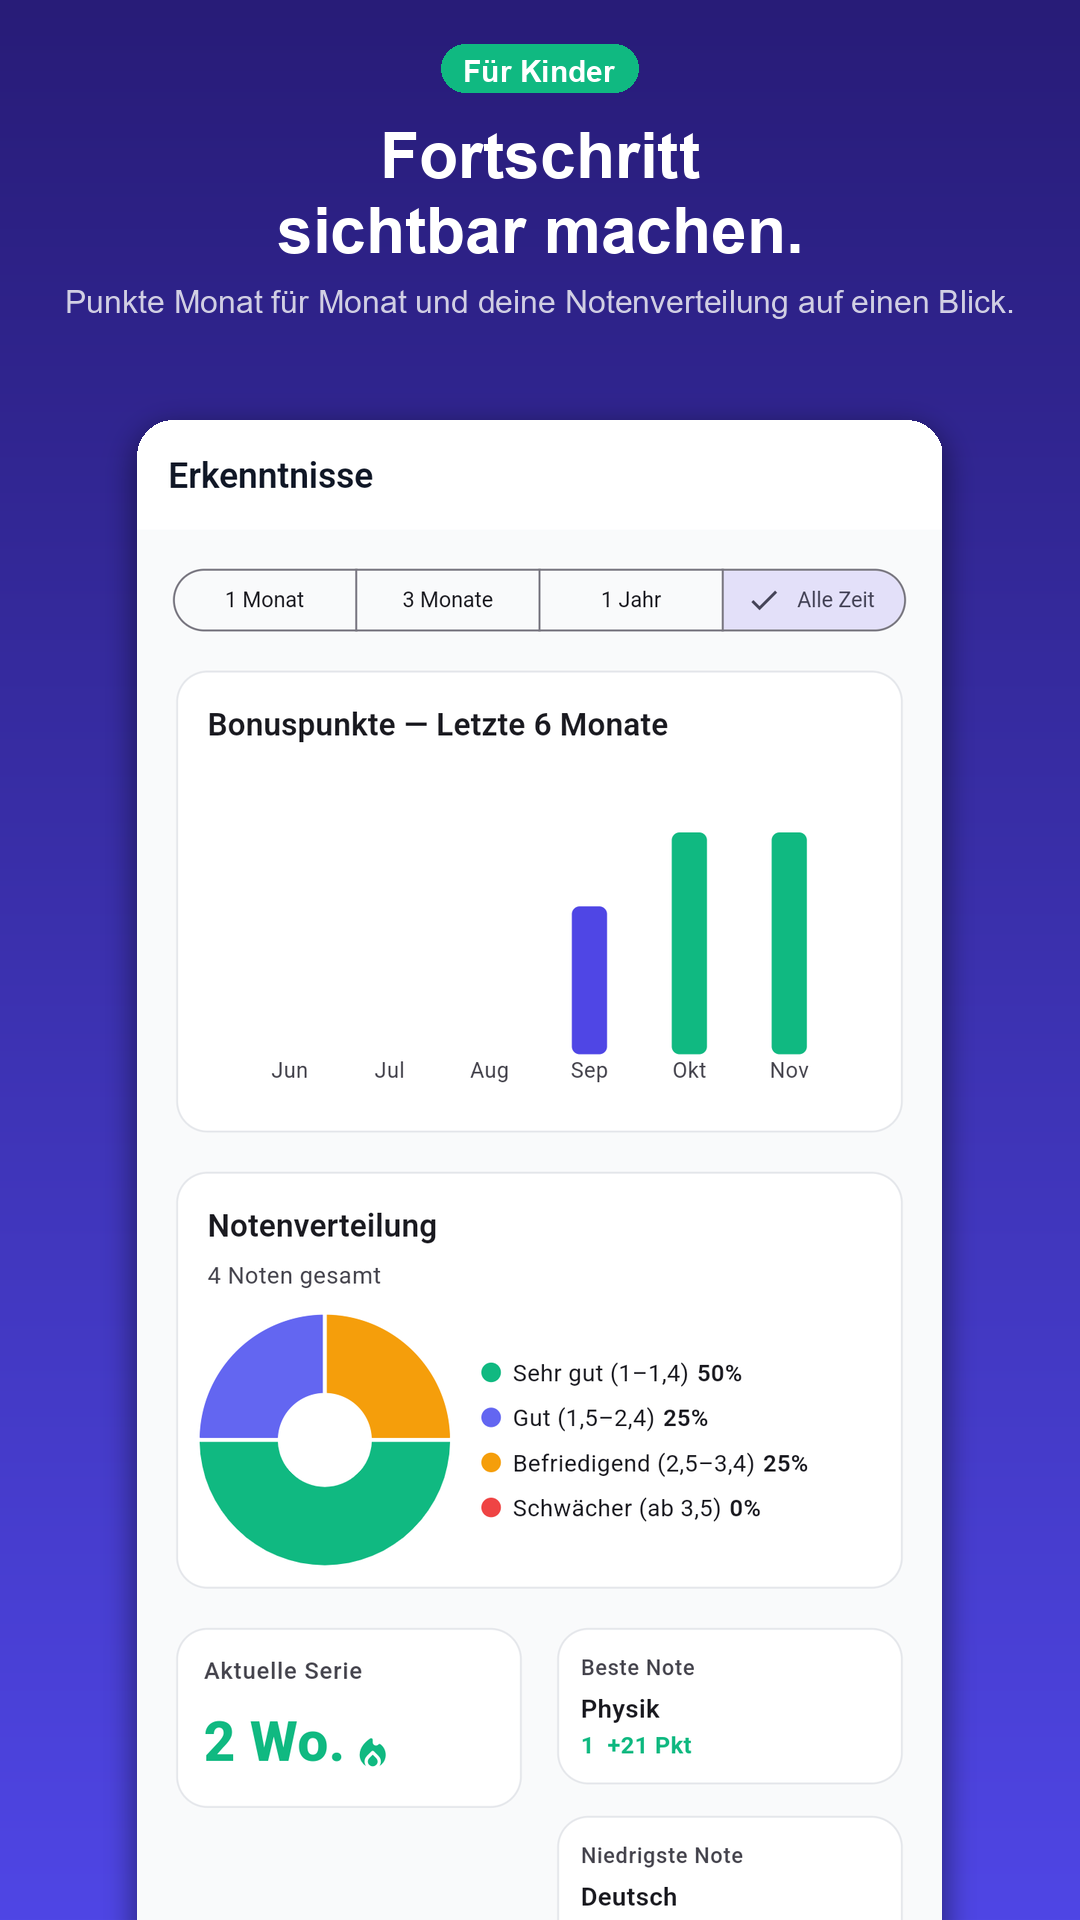 Für Kinder
Fortschritt
sichtbar machen.
Punkte Monat für Monat und deine Notenverteilung auf einen Blick.
Erkenntnisse
1 Monat
3 Monate
1 Jahr
Alle Zeit
Bonuspunkte — Letzte 6 Monate
Jun Jul Aug Sep Okt Nov
Notenverteilung
4 Noten gesamt
Sehr gut (1–1,4) 50%
Gut (1,5–2,4) 25%
Befriedigend (2,5–3,4) 25%
Schwächer (ab 3,5) 0%
Aktuelle Serie
2 Wo.
Beste Note
Physik
1 +21 Pkt
Niedrigste Note
Deutsch